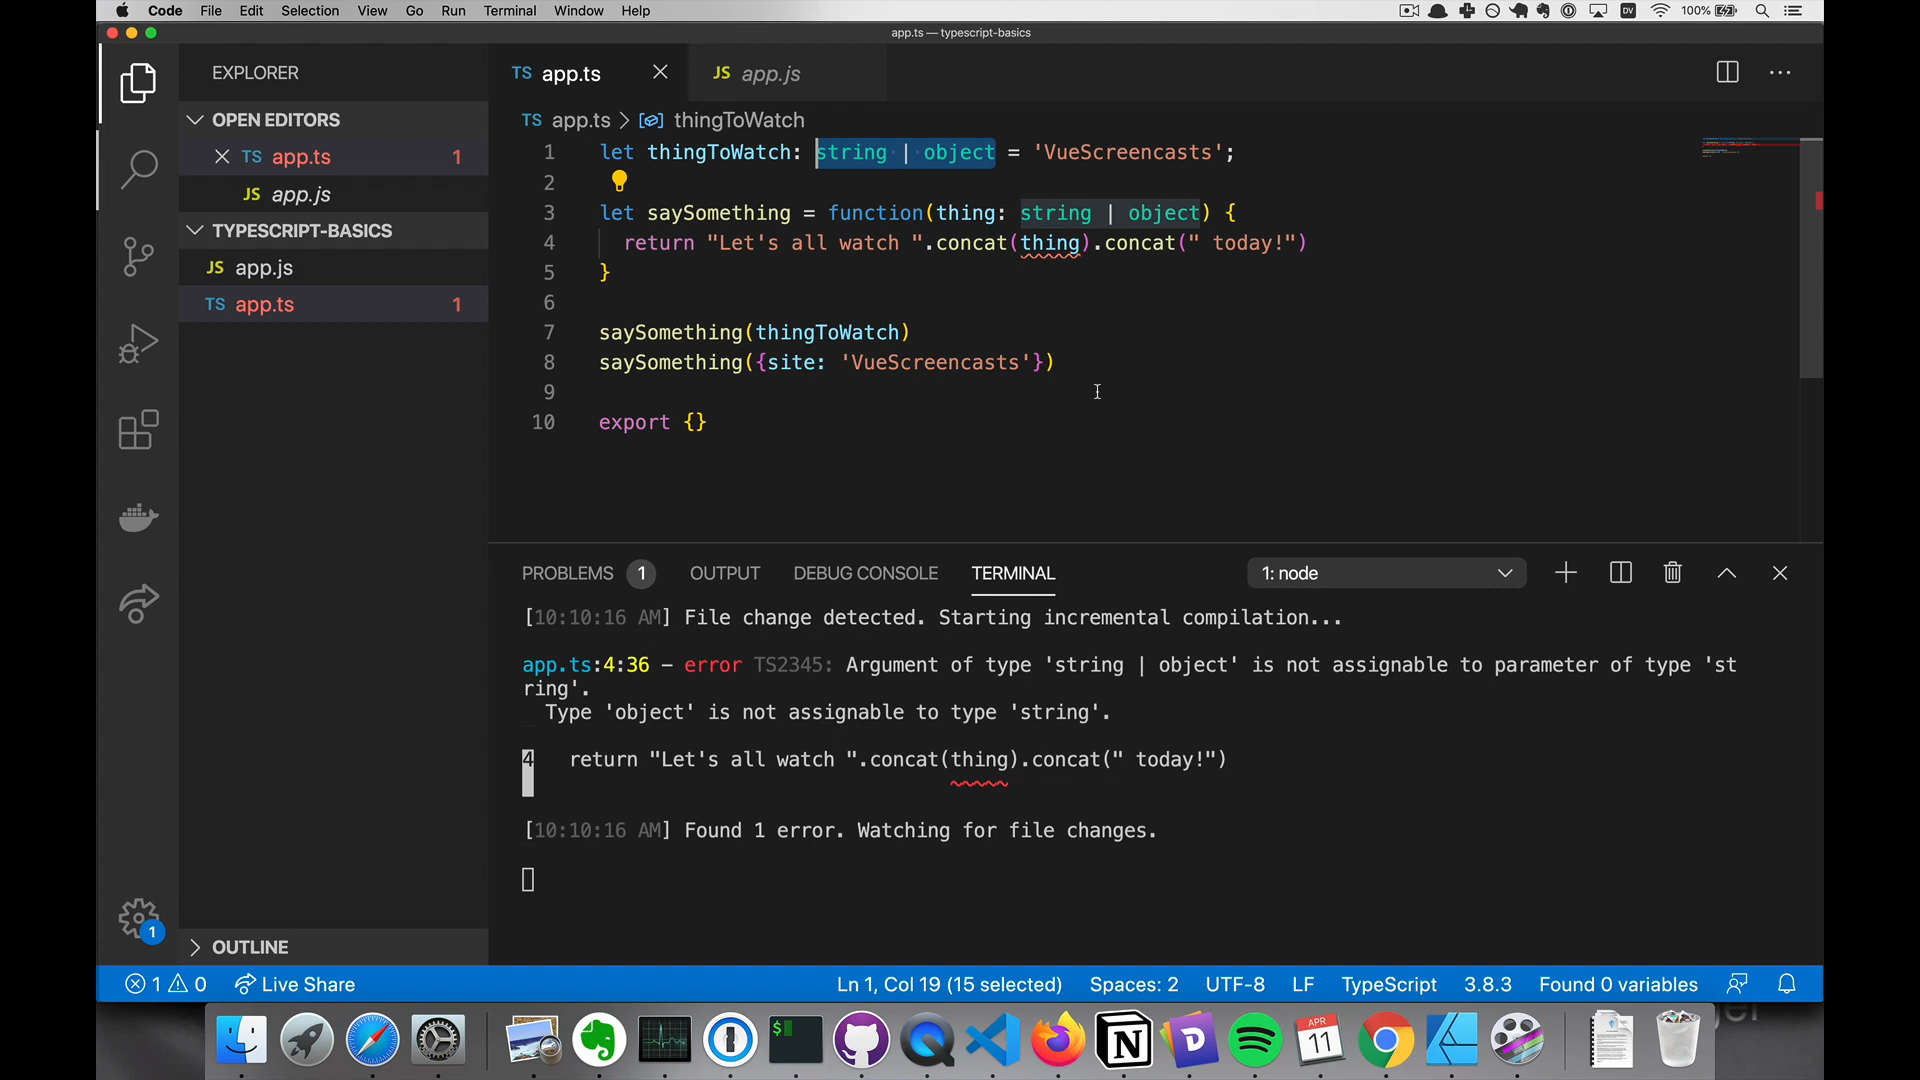 Code File Edit Selection View Go Run Terminal Window Help 100%
app.ts — typescript-basics
EXPLORER
TS app.ts
JS app.js
OPEN EDITORS
TS app.ts 1
JS app.js
TYPESCRIPT-BASICS
JS app.js
TS app.ts 1
OUTLINE
TS app.ts > thingToWatch
1 let thingToWatch: string | object = 'VueScreencasts';
2
3 let saySomething = function(thing: string | object) {
4 return "Let's all watch ".concat(thing).concat(" today!")
5 }
6
7 saySomething(thingToWatch)
8 saySomething({site: 'VueScreencasts'})
9
10 export {}
PROBLEMS 1 OUTPUT DEBUG CONSOLE TERMINAL 1: node
[10:10:16 AM] File change detected. Starting incremental compilation...
app.ts:4:36 - error TS2345: Argument of type 'string | object' is not assignable to parameter of type 'st
ring'.
Type 'object' is not assignable to type 'string'.
4 return "Let's all watch ".concat(thing).concat(" today!")
[10:10:16 AM] Found 1 error. Watching for file changes.
1
1 0 Live Share Ln 1, Col 19 (15 selected) Spaces: 2 UTF-8 LF TypeScript 3.8.3 Found 0 variables
$
APR
11